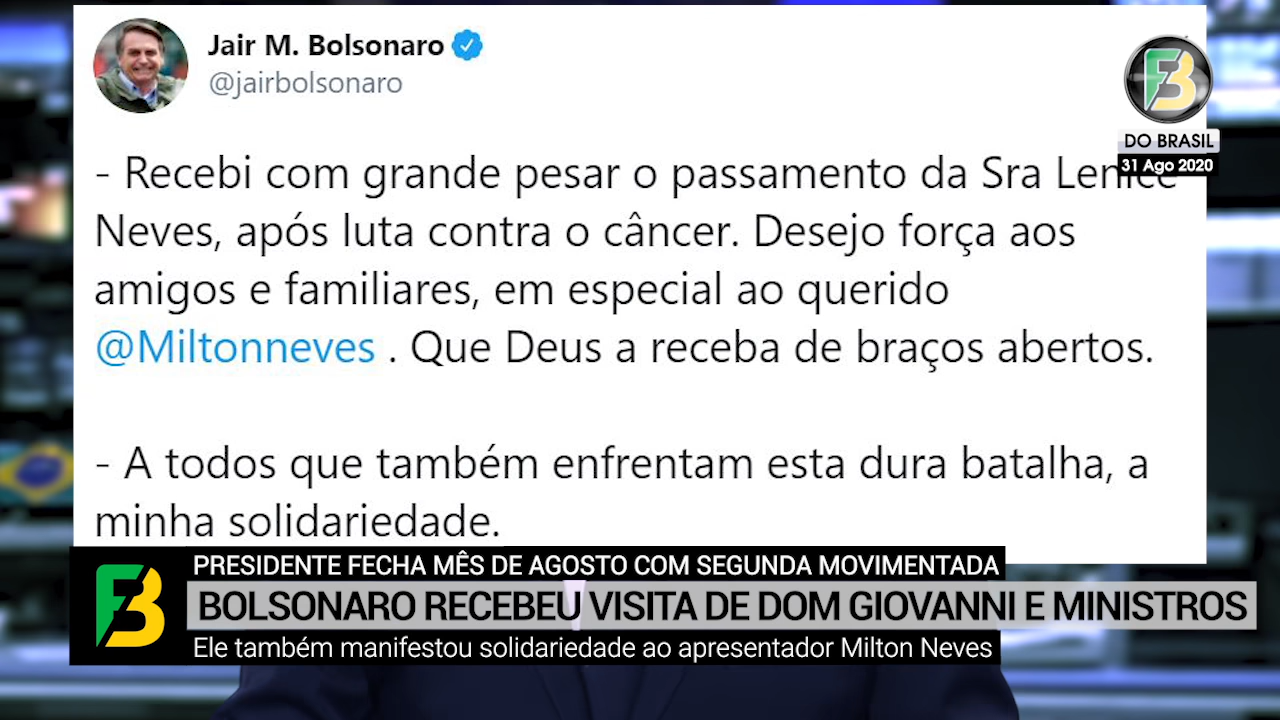 Jair M. Bolsonaro
@jairbolsonaro
FB
DO BRASIL
31 Ago 2020
- Recebi com grande pesar o passamento da Sra Lenice
Neves, após luta contra o câncer. Desejo força aos
amigos e familiares, em especial ao querido
@Miltonneves . Que Deus a receba de braços abertos.
- A todos que também enfrentam esta dura batalha, a
minha solidariedade.
FB
PRESIDENTE FECHA MÊS DE AGOSTO COM SEGUNDA MOVIMENTADA
BOLSONARO RECEBEU VISITA DE DOM GIOVANNI E MINISTROS
Ele também manifestou solidariedade ao apresentador Milton Neves